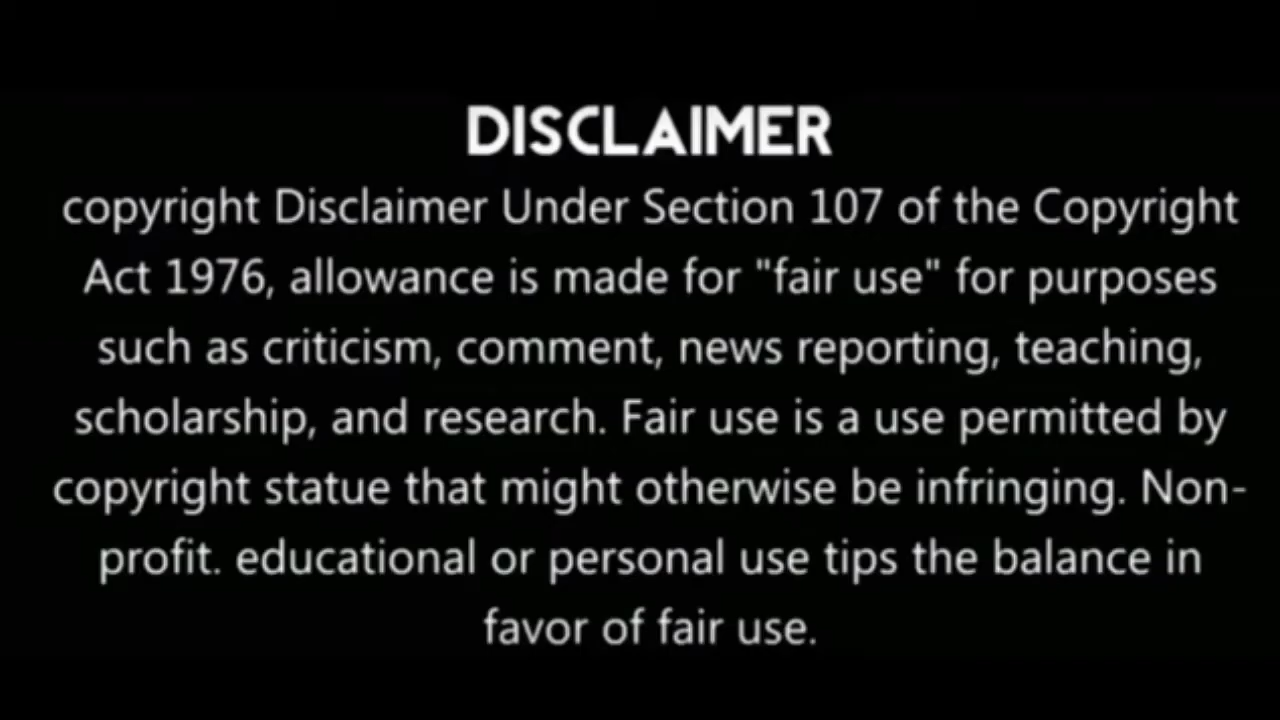 DISCLAIMER
copyright Disclaimer Under Section 107 of the Copyright
Act 1976, allowance is made for "fair use" for purposes
such as criticism, comment, news reporting, teaching,
scholarship, and research. Fair use is a use permitted by
copyright statue that might otherwise be infringing. Non-
profit. educational or personal use tips the balance in
favor of fair use.